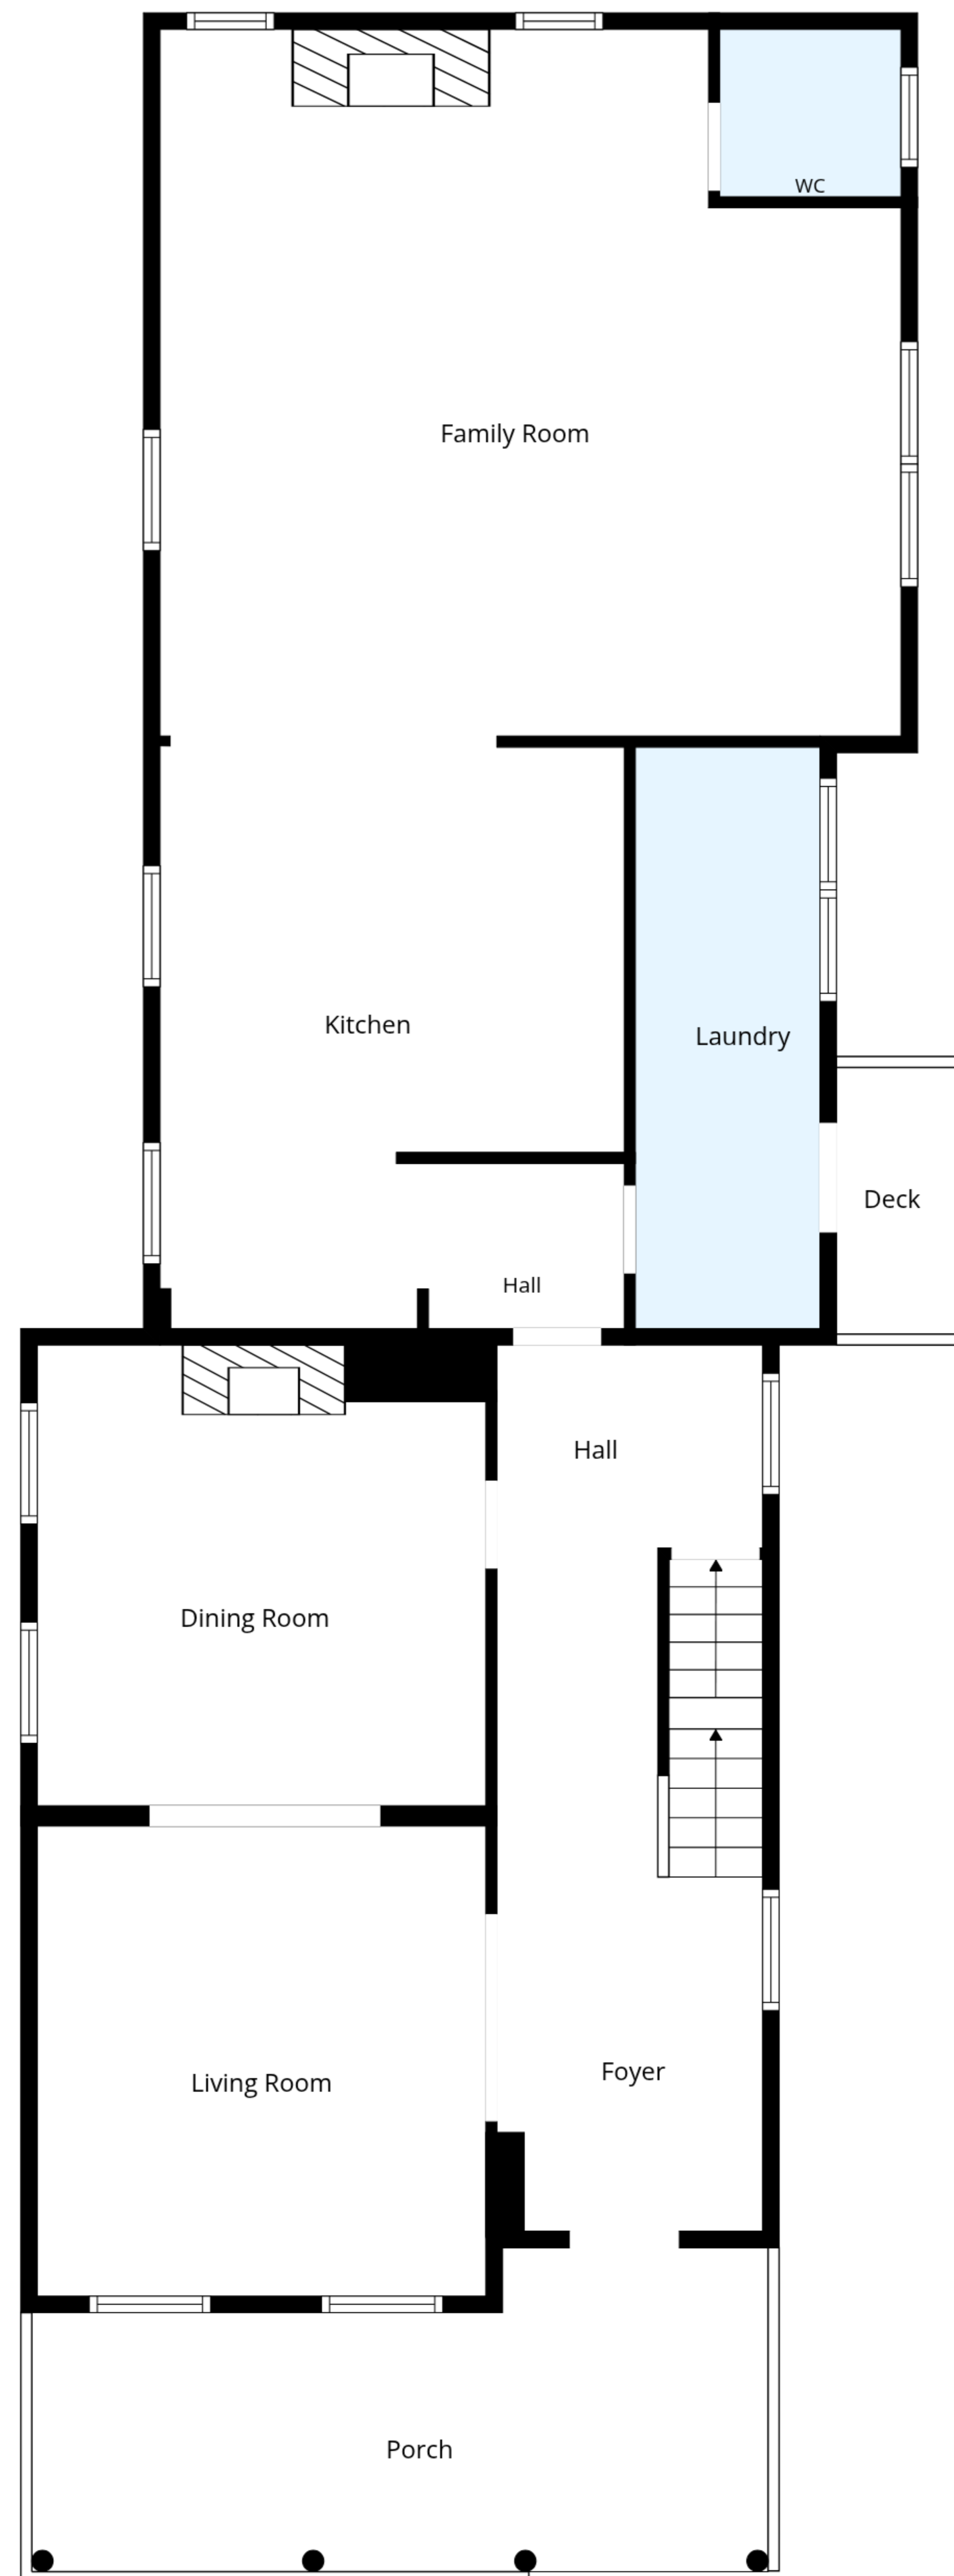 WC
Family Room
Kitchen
Laundry
Deck
Hall
Hall
Dining Room
Foyer
Living Room
Porch